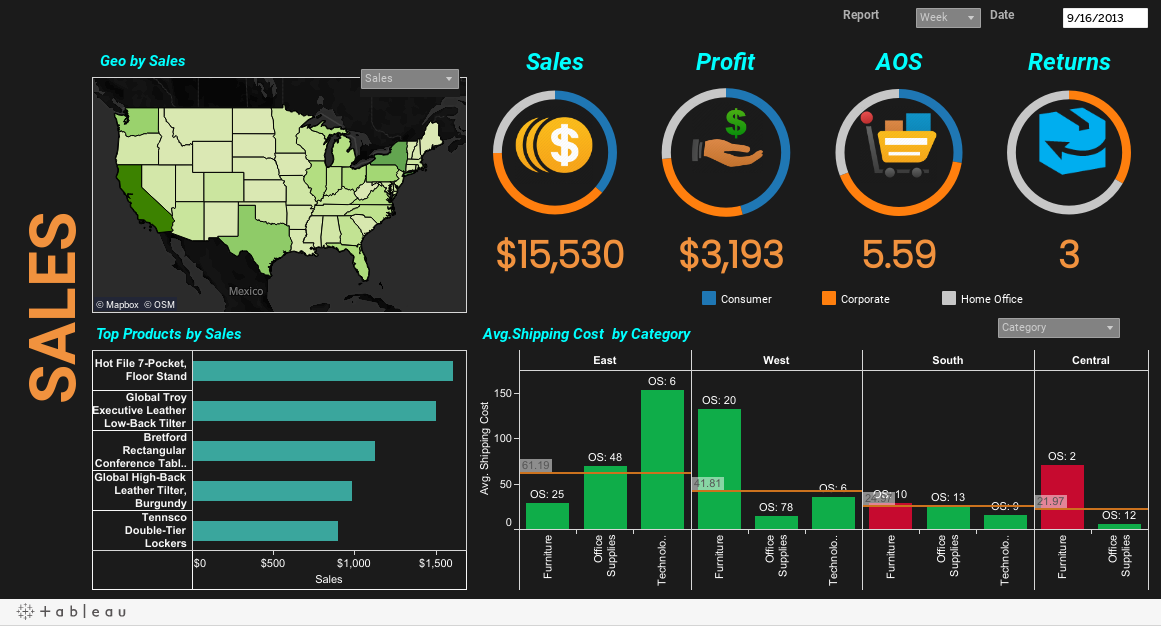 Report
Week
Date
9/16/2013
Geo by Sales
Sales
Sales
Profit
AOS
Returns
SALES
Mexico
© Mapbox © OSM
$15,530
$3,193
5.59
3
Consumer
Corporate
Home Office
Top Products by Sales
Hot File 7-Pocket,
Floor Stand
Global Troy
Executive Leather
Low-Back Tilter
Bretford
Rectangular
Conference Tabl..
Global High-Back
Leather Tilter,
Burgundy
Tennsco
Double-Tier
Lockers
$0
$500
$1,000
$1,500
Sales
Avg.Shipping Cost by Category
Category
East
West
South
Central
Avg. Shipping Cost
150
100
50
0
61.19
OS: 25
OS: 48
OS: 6
41.81
OS: 20
OS: 78
OS: 6
OS: 10
OS: 13
21.97
OS: 2
OS: 12
Furniture
Office
Supplies
Technolo..
Furniture
Office
Supplies
Technolo..
Furniture
Office
Supplies
Technolo..
Furniture
Office
Supplies
+ a b | e a u